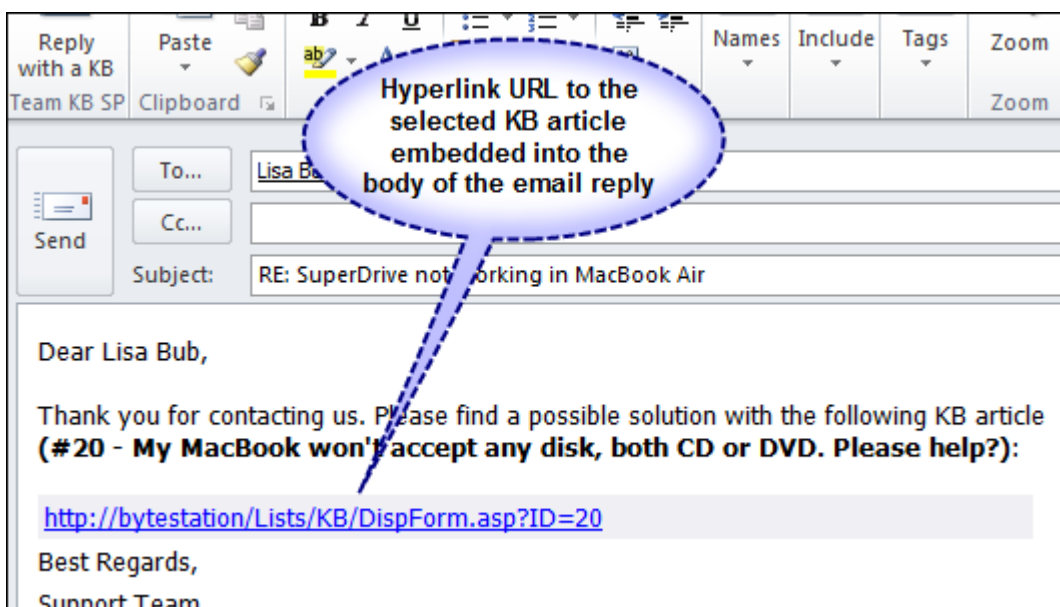 B I U
Reply with a KB
Paste
ab
Names
Include
Tags
Zoom
Team KB SP
Clipboard
Zoom
Hyperlink URL to the
selected KB article
embedded into the
body of the email reply
Send
To...
Lisa
Cc...
Subject:
RE: SuperDrive not working in MacBook Air
Dear Lisa Bub,
Thank you for contacting us. Please find a possible solution with the following KB article
(#20 - My MacBook won't accept any disk, both CD or DVD. Please help?):
http://bytestation/Lists/KB/DispForm.asp?ID=20
Best Regards,
Support Team